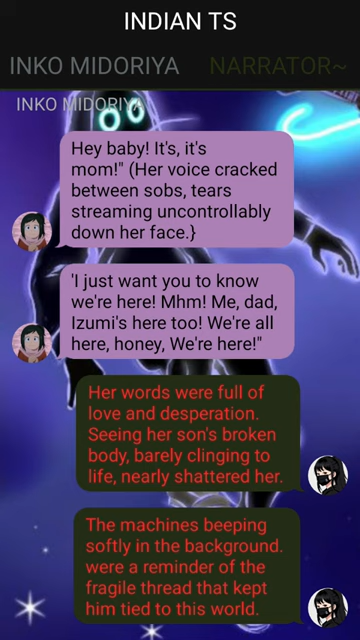 INDIAN TS
INKO MIDORIYA NARRATOR~
INKO MIDORIYA
Hey baby! It's, it's
mom!" (Her voice cracked
between sobs, tears
streaming uncontrollably
down her face.}
'I just want you to know
we're here! Mhm! Me, dad,
Izumi's here too! We're all
here, honey, We're here!"
Her words were full of
love and desperation.
Seeing her son's broken
body, barely clinging to
life, nearly shattered her.
The machines beeping
softly in the background.
were a reminder of the
fragile thread that kept
him tied to this world.